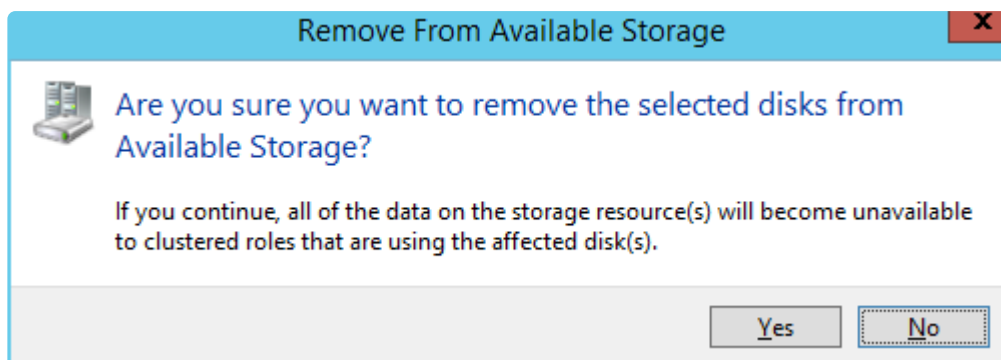 Remove From Available Storage
x
Are you sure you want to remove the selected disks from
Available Storage?
If you continue, all of the data on the storage resource(s) will become unavailable
to clustered roles that are using the affected disk(s).
Yes No